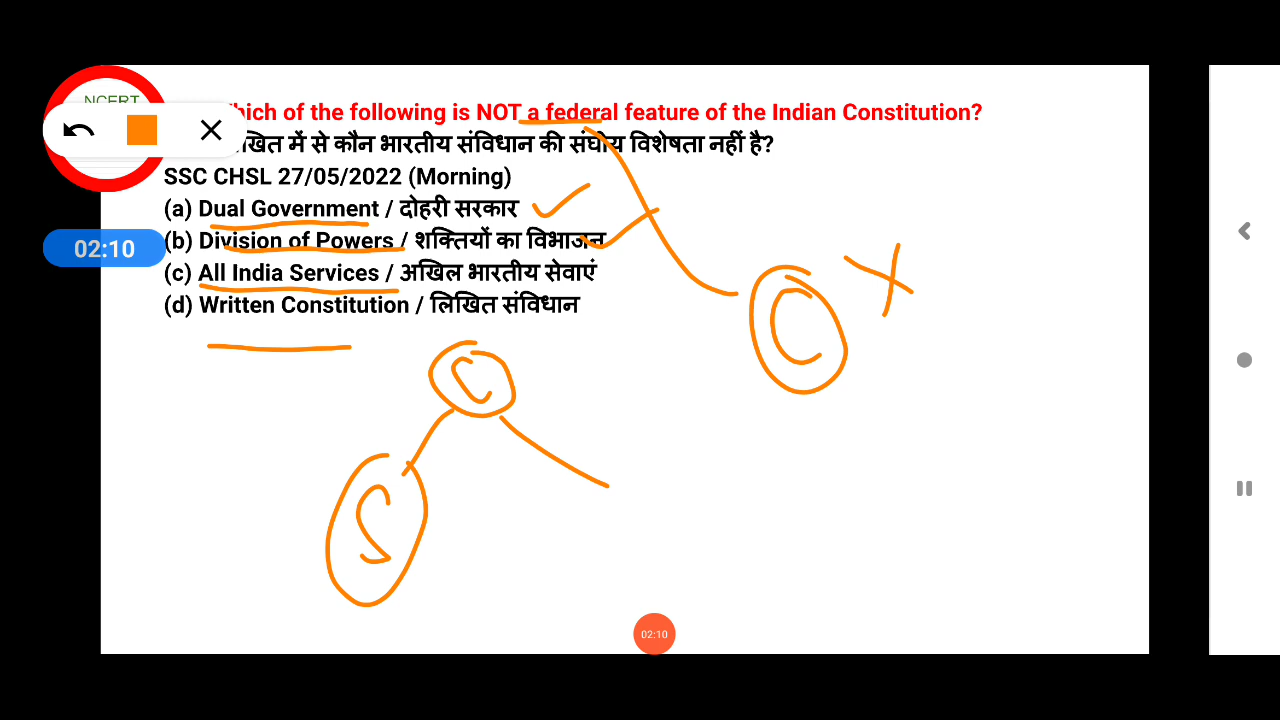 NCERT
hich of the following is NOT a federal feature of the Indian Constitution?
खित में से कौन भारतीय संविधान की संघीय विशेषता नहीं है?
SSC CHSL 27/05/2022 (Morning)
(a) Dual Government / दोहरी सरकार
02:10
(b) Division of Powers / शक्तियों का विभाजन
(c) All India Services / अखिल भारतीय सेवाएं
(d) Written Constitution / लिखित संविधान
C
C
S
02:10